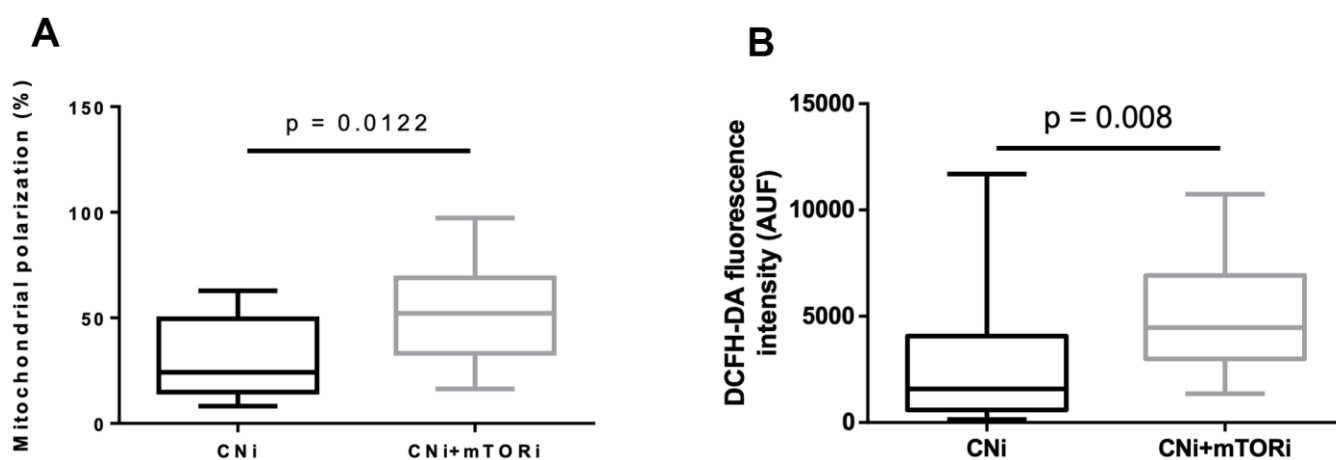 A
Mitochondrial polarization (%)
150
100
50
0
p = 0.0122
CNi
CNi+mTORi
B
DCFH-DA fluorescence
intensity (AUF)
15000
10000
5000
0
p = 0.008
CNi
CNi+mTORi